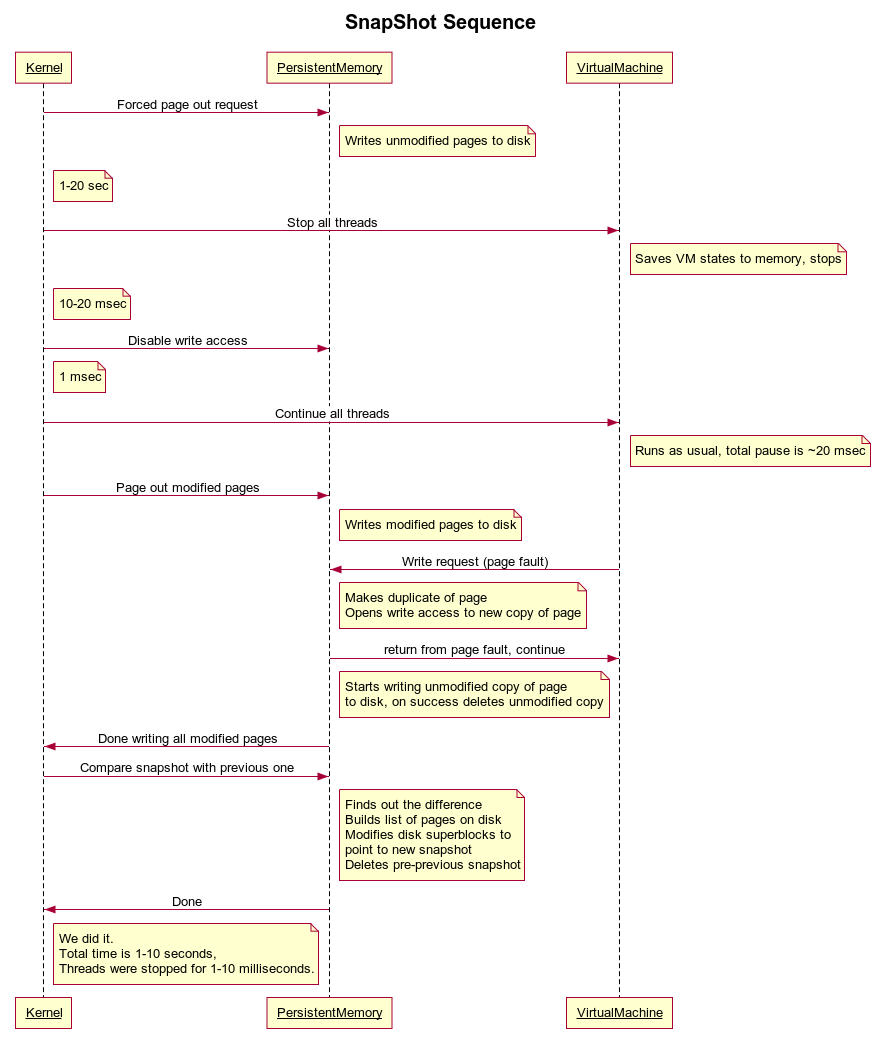 SnapShot Sequence
Kernel
PersistentMemory
VirtualMachine
Forced page out request
Writes unmodified pages to disk
1-20 sec
Stop all threads
Saves VM states to memory, stops
10-20 msec
Disable write access
1 msec
Continue all threads
Runs as usual, total pause is ~20 msec
Page out modified pages
Writes modified pages to disk
Write request (page fault)
Makes duplicate of page
Opens write access to new copy of page
return from page fault, continue
Starts writing unmodified copy of page
to disk, on success deletes unmodified copy
Done writing all modified pages
Compare snapshot with previous one
Finds out the difference
Builds list of pages on disk
Modifies disk superblocks to
point to new snapshot
Deletes pre-previous snapshot
Done
We did it.
Total time is 1-10 seconds,
Threads were stopped for 1-10 milliseconds.
Kernel
PersistentMemory
VirtualMachine